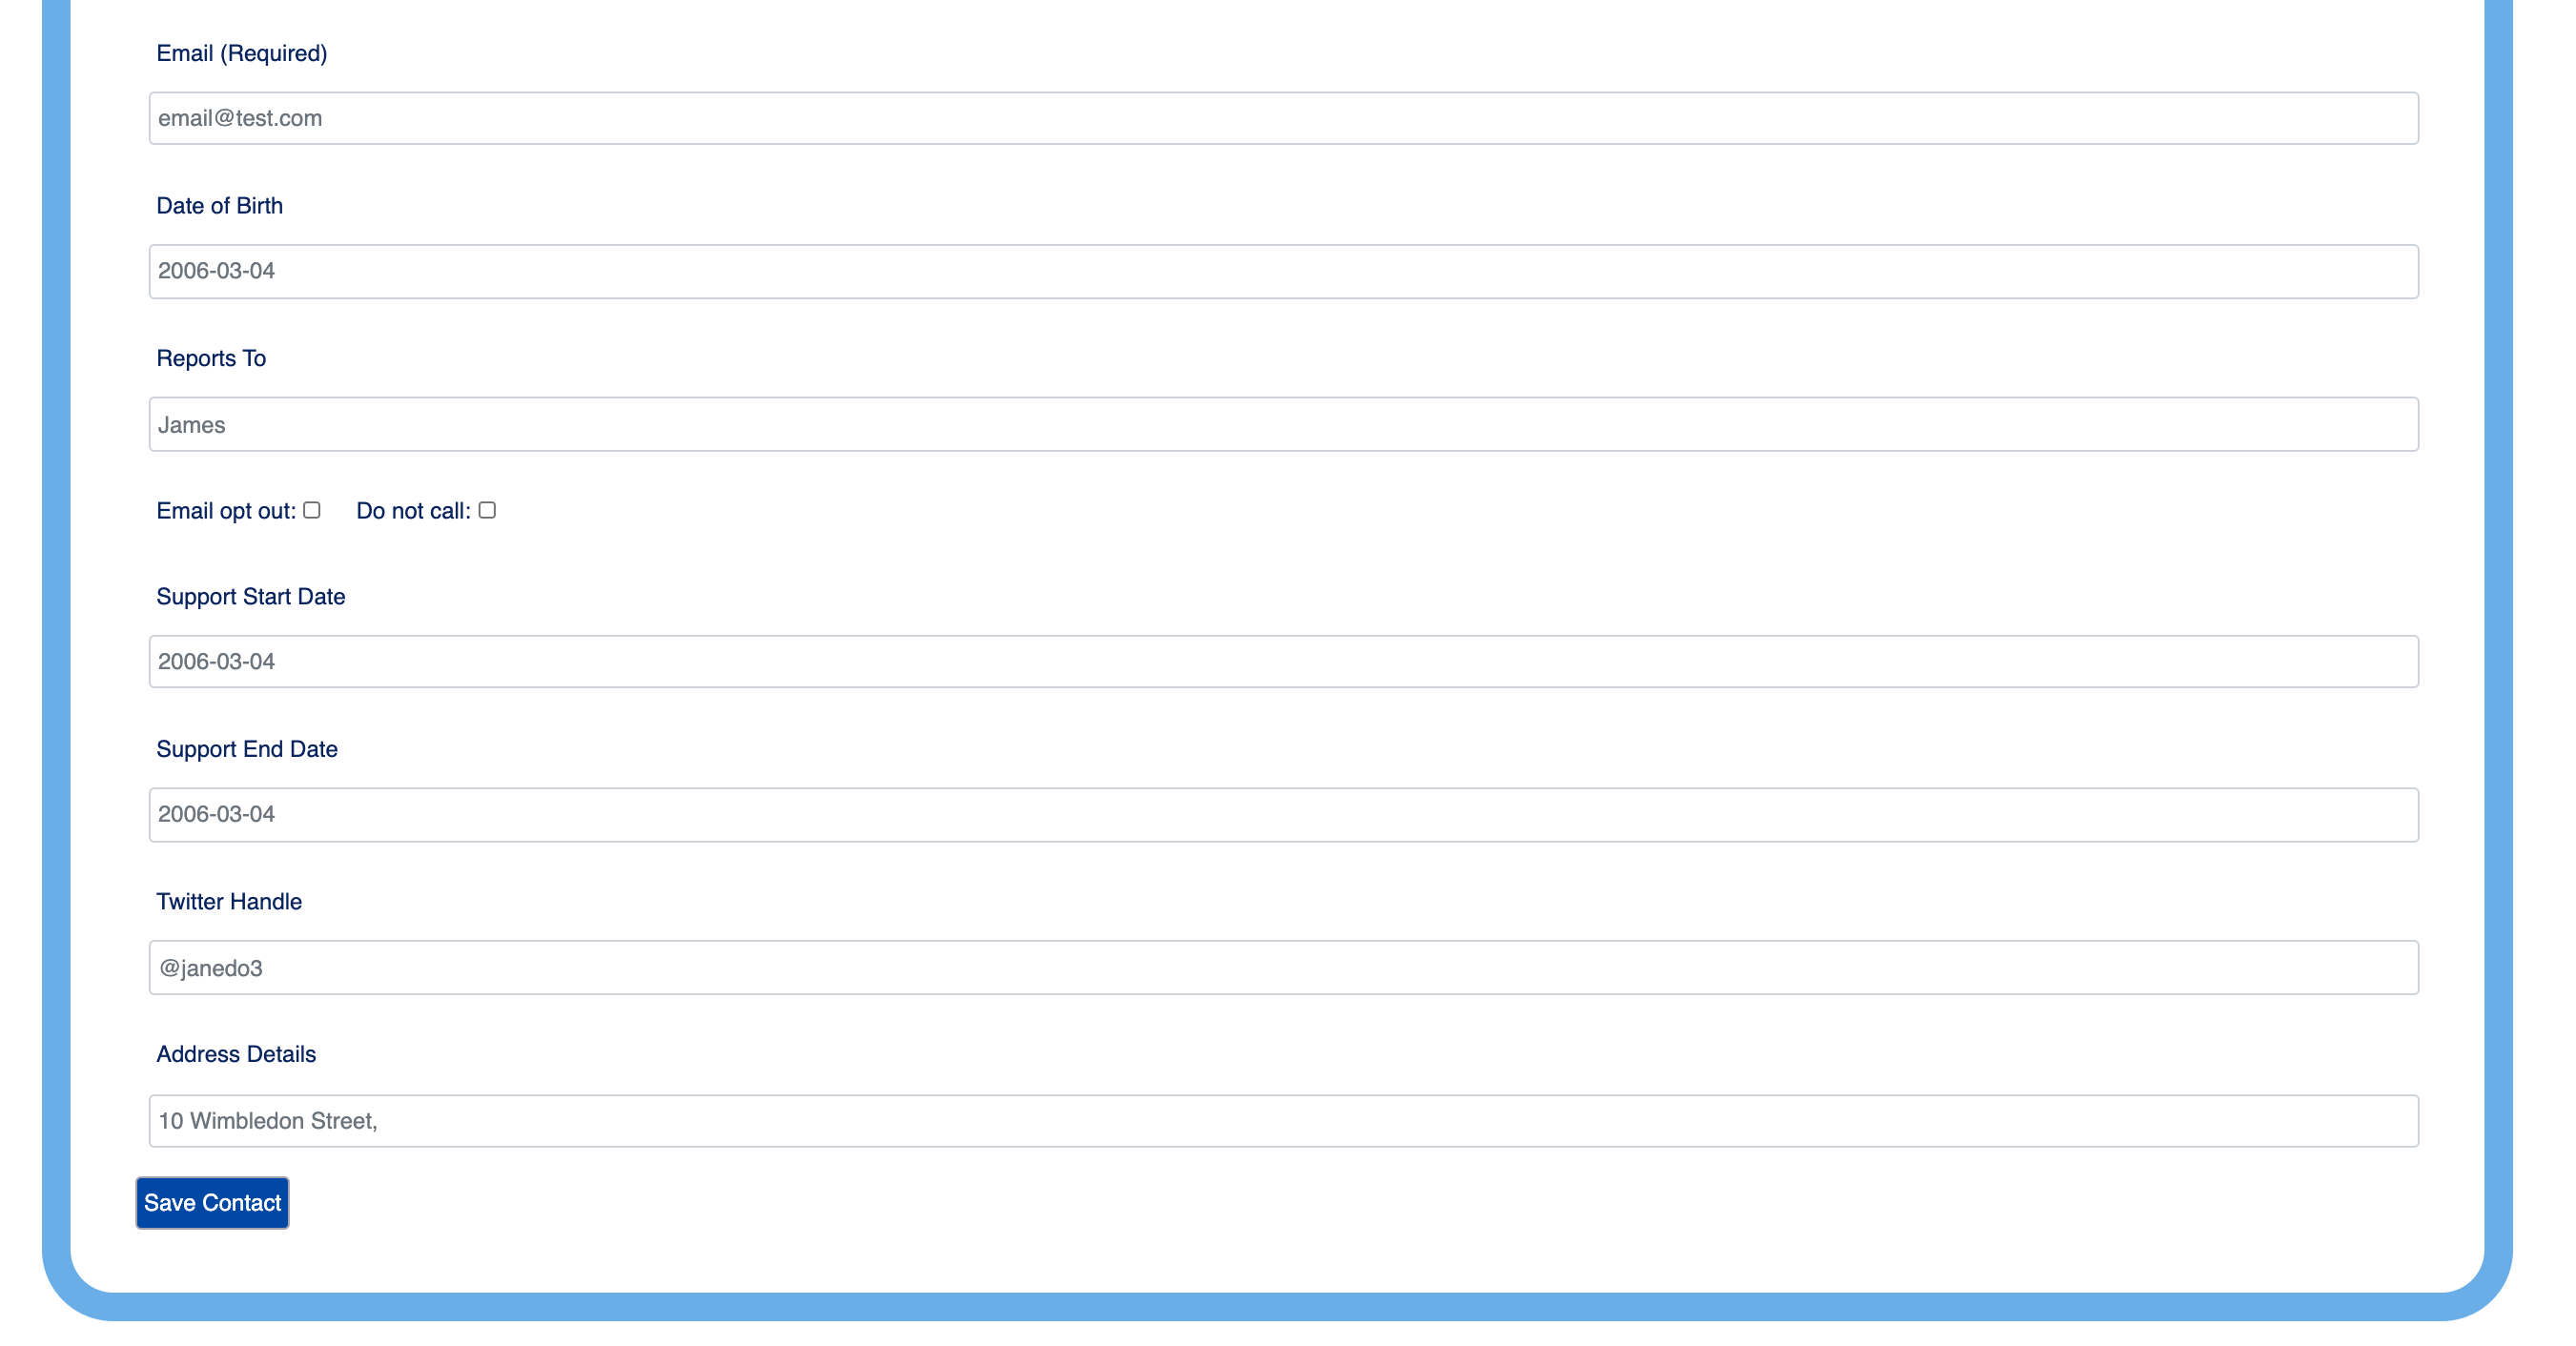 Email (Required)
email@test.com
Date of Birth
2006-03-04
Reports To
James
Email opt out: Do not call:
Support Start Date
2006-03-04
Support End Date
2006-03-04
Twitter Handle
@janedo3
Address Details
10 Wimbledon Street,
Save Contact